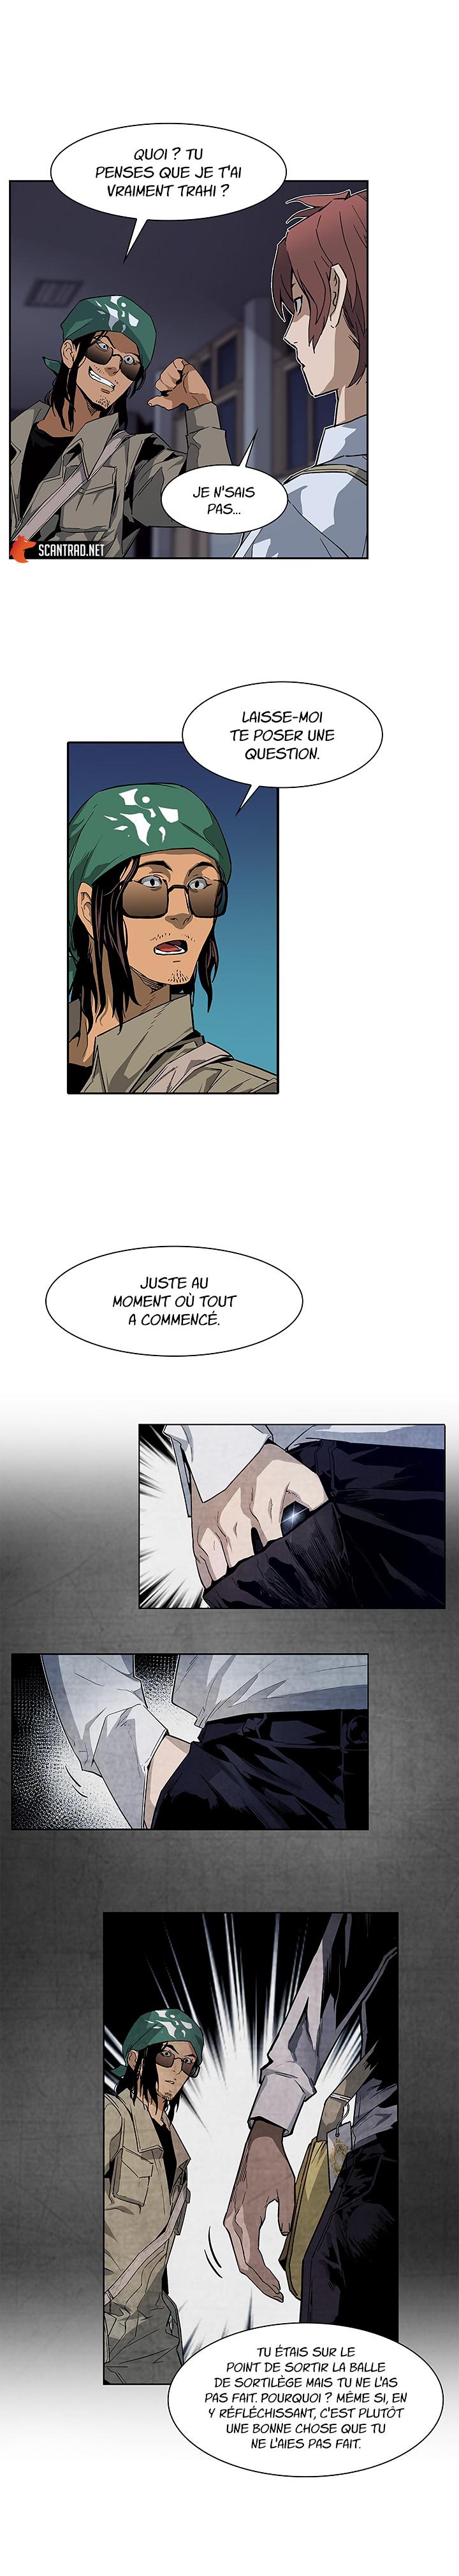 QUOI ? TU
PENSES QUE JE T'AI
VRAIMENT TRAHI ?
JE N'SAIS
PAS...
SCANTRAD.NET
LAISSE-MOI
TE POSER UNE
QUESTION.
JUSTE AU
MOMENT OÙ TOUT
A COMMENCÉ.
TU ÉTAIS SUR LE
POINT DE SORTIR LA BALLE
DE SORTILÈGE MAIS TU NE L'AS
PAS FAIT. POURQUOI ? MÊME SI, EN
Y RÉFLÉCHISSANT, C'EST PLUTÔT
UNE BONNE CHOSE QUE TU
NE L'AIES PAS FAIT.